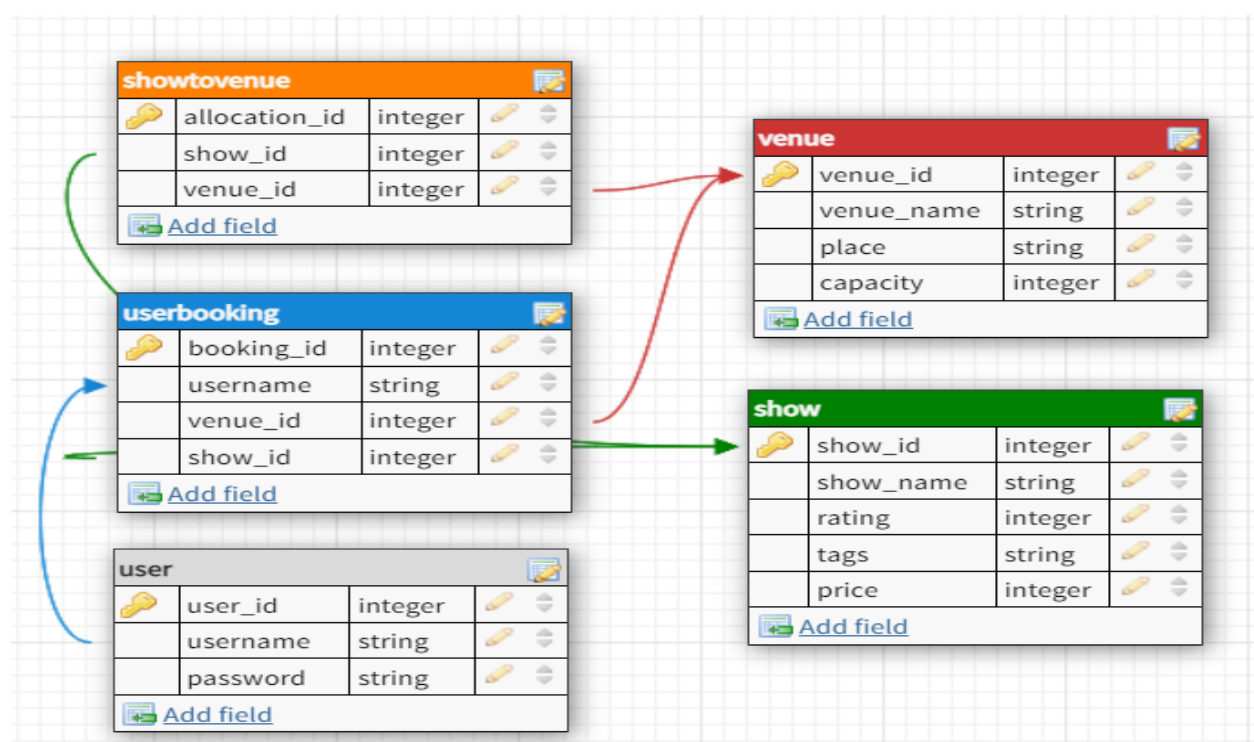 showtovenue
allocation_id integer
show_id integer
venue_id integer
Add field
userbooking
booking_id integer
username string
venue_id integer
show_id integer
Add field
user
user_id integer
username string
password string
Add field
venue
venue_id integer
venue_name string
place string
capacity integer
Add field
show
show_id integer
show_name string
rating integer
tags string
price integer
Add field